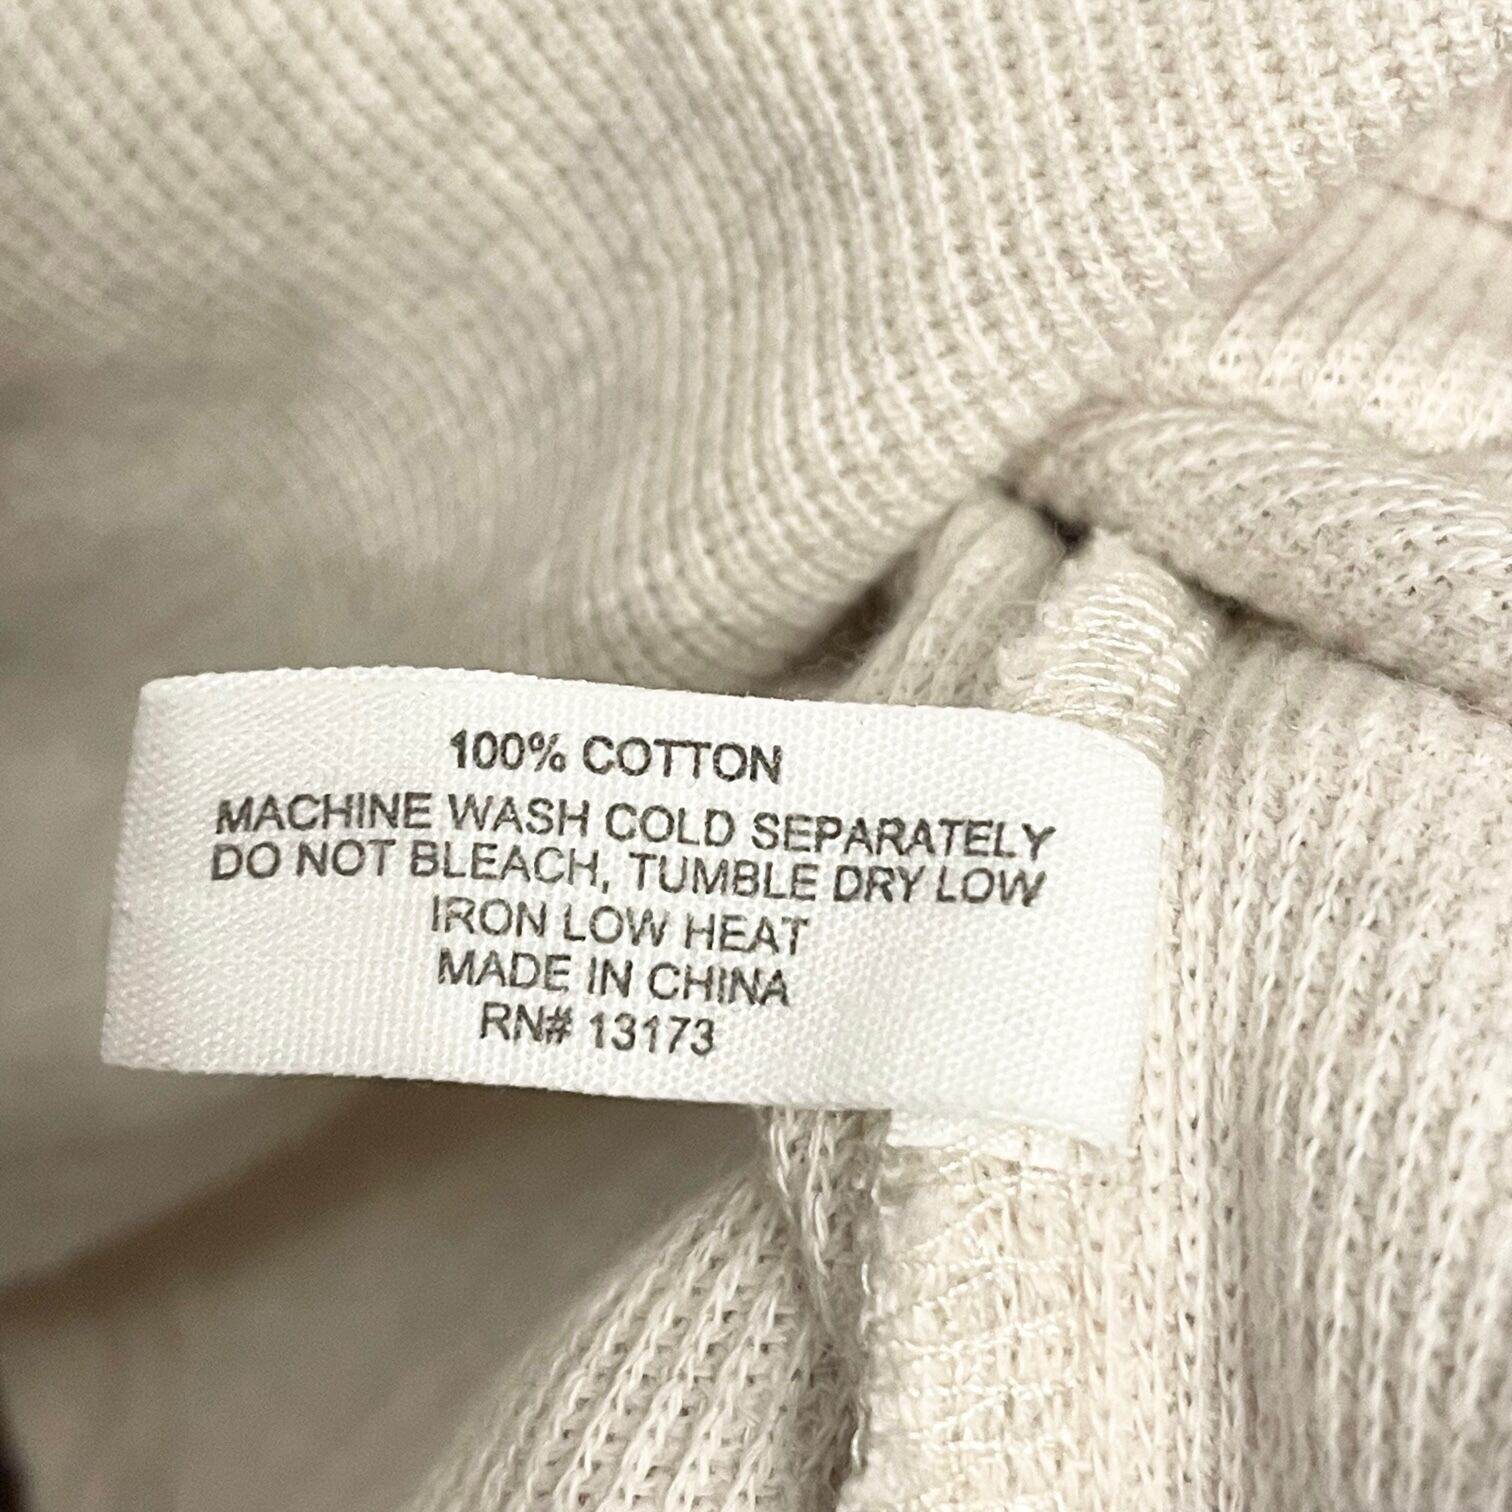 100% COTTON
MACHINE WASH COLD SEPARATELY
DO NOT BLEACH, TUMBLE DRY LOW
IRON LOW HEAT
MADE IN CHINA
RN# 13173